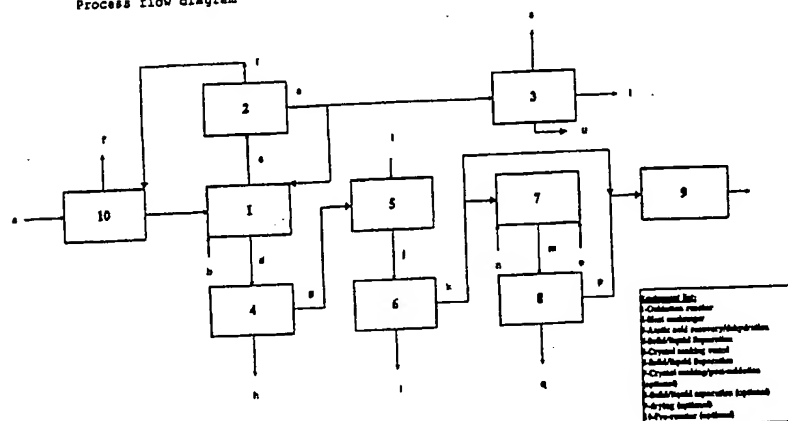 Process flow diagram
s
f
2
e
3
l
r
u
c
l
a
10
1
5
7
9
b
d
g
j
n
m
e
4
6
k
8
p
h
l
q
Equipment list:
1-Oxidation reactor
2-Heat exchanger
3-Acetic acid recovery/dehydration
4-Solid/liquid Separation
5-Crystal soaking vessel
6-Solid/liquid Separation
7-Crystal soaking/post-oxidation
(optional)
8-Solid/liquid separation (optional)
9-drying (optional)
10-Pre-reactor (optional)